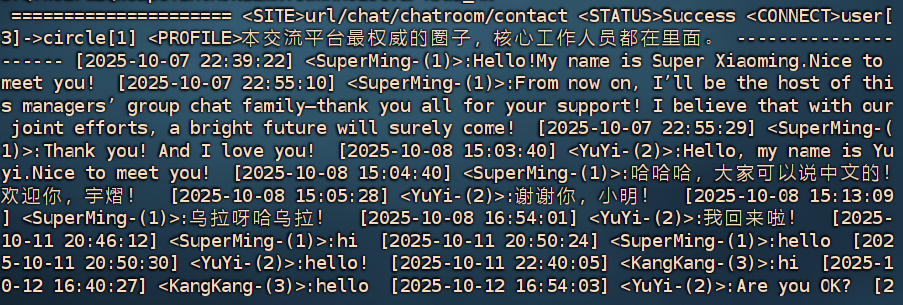 ==================== <SITE>url/chat/chatroom/contact <STATUS>Success <CONNECT>user[
3]->circle[1] <PROFILE>本交流平台最权威的圈子，核心工作人员都在里面。 ---------------
------ [2025-10-07 22:39:22] <SuperMing-(1)>:Hello!My name is Super Xiaoming.Nice to
meet you!  [2025-10-07 22:55:10] <SuperMing-(1)>:From now on, I’ll be the host of thi
s managers’ group chat family—thank you all for your support! I believe that with our
joint efforts, a bright future will surely come!  [2025-10-07 22:55:29] <SuperMing-(
1)>:Thank you! And I love you!  [2025-10-08 15:03:40] <YuYi-(2)>:Hello, my name is Yu
yi.Nice to meet you!  [2025-10-08 15:04:40] <SuperMing-(1)>:哈哈哈，大家可以说中文的！
欢迎你，宇熠！  [2025-10-08 15:05:28] <YuYi-(2)>:谢谢你，小明！  [2025-10-08 15:13:09
] <SuperMing-(1)>:乌拉呀哈乌拉！  [2025-10-08 16:54:01] <YuYi-(2)>:我回来啦！  [2025-
10-11 20:46:12] <SuperMing-(1)>:hi  [2025-10-11 20:50:24] <SuperMing-(1)>:hello  [202
5-10-11 20:50:30] <YuYi-(2)>:hello!  [2025-10-11 22:40:05] <KangKang-(3)>:hi  [2025-1
0-12 16:40:27] <KangKang-(3)>:hello  [2025-10-12 16:54:03] <YuYi-(2)>:Are you OK?  [2